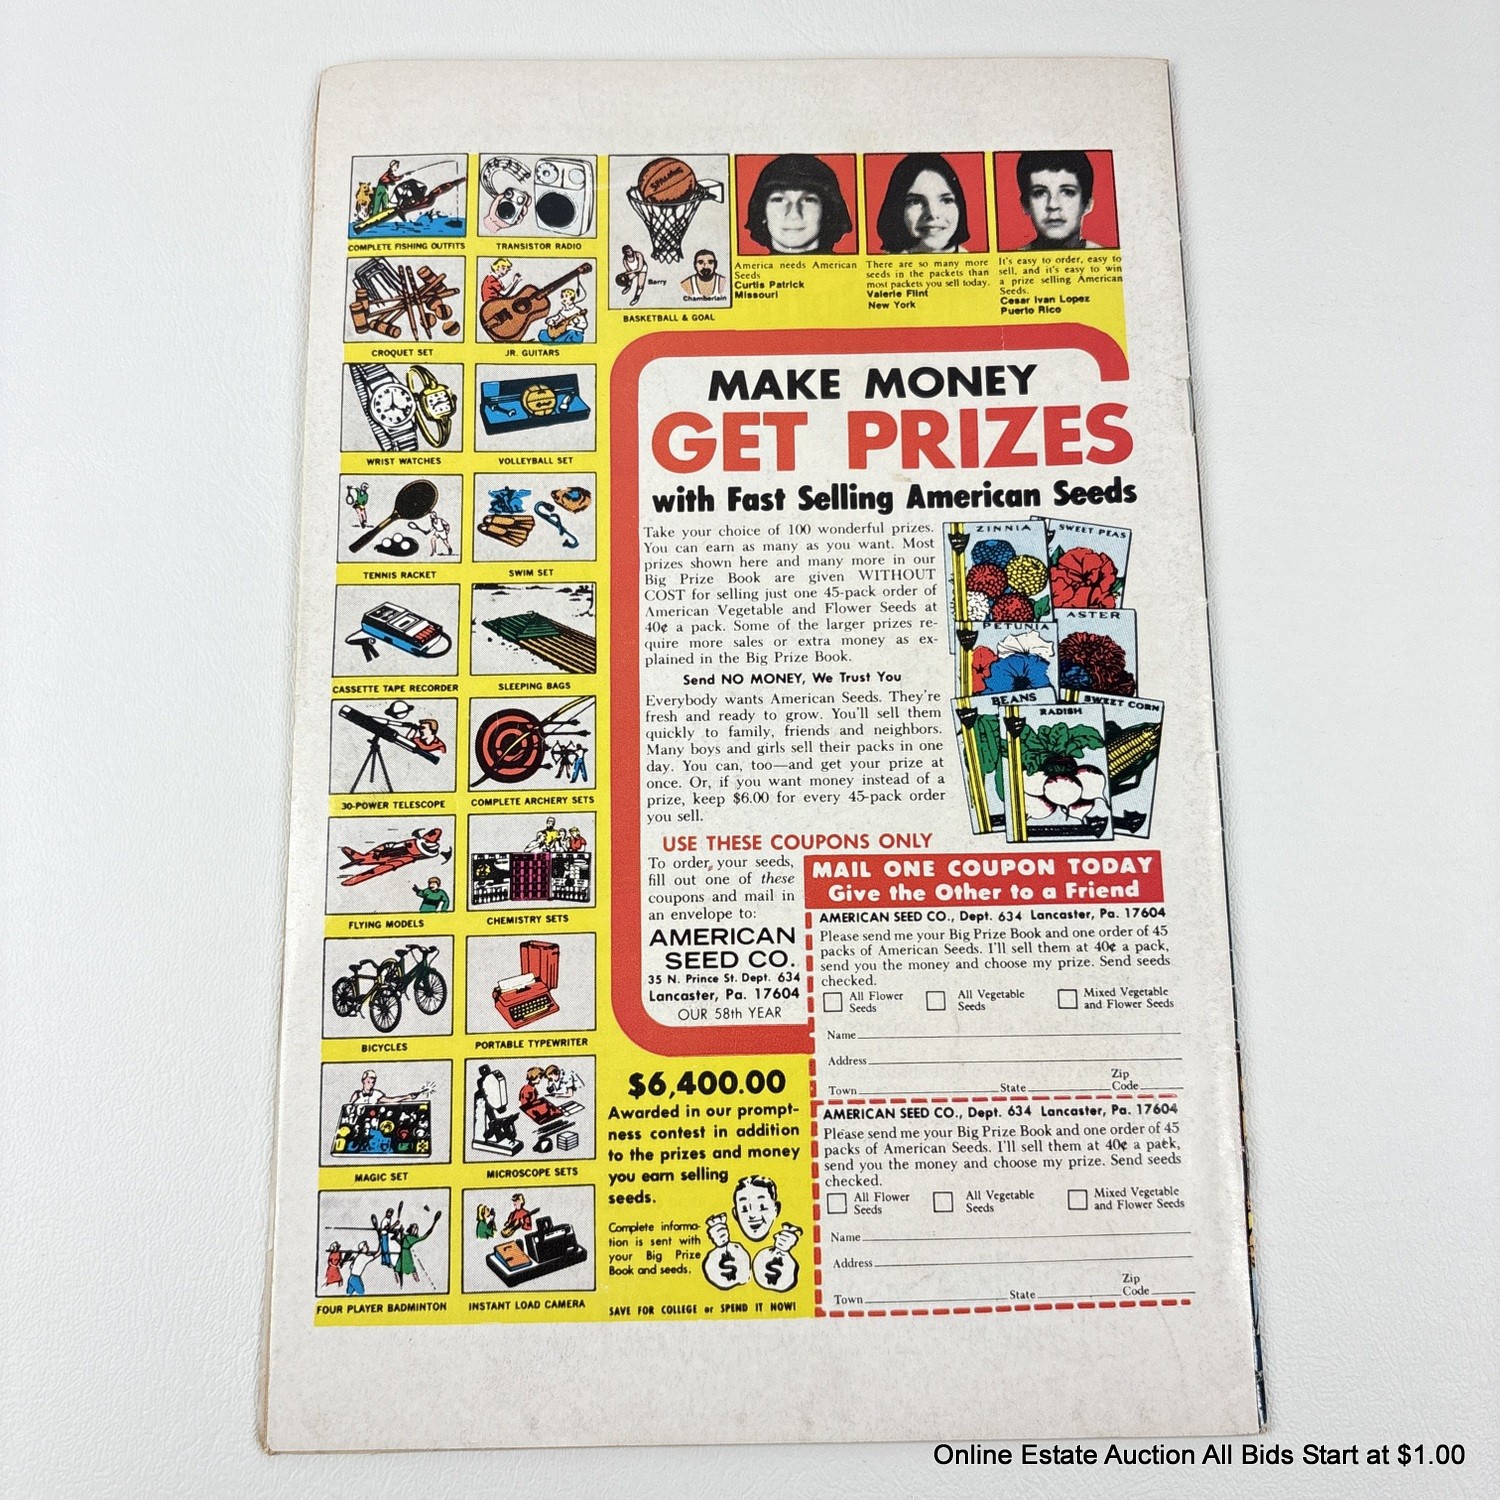 COMPLETE FISHING OUTFITS
TRANSISTOR RADIO
SPALDING
Barry
Chamberlain
BASKETBALL & GOAL
America needs American
Seeds
Curtis Patrick
Missouri
There are so many more
seeds in the packets than
most packets you sell today.
Valerie Flint
New York
It's easy to order, easy to
sell, and it's easy to win
a prize selling American
Seeds.
Cesar Ivan Lopez
Puerto Rico
CROQUET SET
JR. GUITARS
WRIST WATCHES
VOLLEYBALL SET
TENNIS RACKET
SWIM SET
CASSETTE TAPE RECORDER
SLEEPING BAGS
30-POWER TELESCOPE
COMPLETE ARCHERY SETS
FLYING MODELS
CHEMISTRY SETS
BICYCLES
PORTABLE TYPEWRITER
MAGIC SET
MICROSCOPE SETS
FOUR PLAYER BADMINTON
INSTANT LOAD CAMERA
MAKE MONEY
GET PRIZES
with Fast Selling American Seeds
Take your choice of 100 wonderful prizes.
You can earn as many as you want. Most
prizes shown here and many more in our
Big Prize Book are given WITHOUT
COST for selling just one 45-pack order of
American Vegetable and Flower Seeds at
40¢ a pack. Some of the larger prizes re-
quire more sales or extra money as ex-
plained in the Big Prize Book.
Send NO MONEY, We Trust You
Everybody wants American Seeds. They're
fresh and ready to grow. You'll sell them
quickly to family, friends and neighbors.
Many boys and girls sell their packs in one
day. You can, too—and get your prize at
once. Or, if you want money instead of a
prize, keep $6.00 for every 45-pack order
you sell.
ZINNIA
SWEET PEAS
PETUNIA
ASTER
BEANS
RADISH
SWEET CORN
USE THESE COUPONS ONLY
To order, your seeds,
fill out one of these
coupons and mail in
an envelope to:
AMERICAN
SEED CO.
35 N. Prince St. Dept. 634
Lancaster, Pa. 17604
OUR 58th YEAR
MAIL ONE COUPON TODAY
Give the Other to a Friend
AMERICAN SEED CO., Dept. 634 Lancaster, Pa. 17604
Please send me your Big Prize Book and one order of 45
packs of American Seeds. I'll sell them at 40¢ a pack,
send you the money and choose my prize. Send seeds
checked.
All Flower
Seeds
All Vegetable
Seeds
Mixed Vegetable
and Flower Seeds
Name
Address
Town State Zip Code
AMERICAN SEED CO., Dept. 634 Lancaster, Pa. 17604
Please send me your Big Prize Book and one order of 45
packs of American Seeds. I'll sell them at 40¢ a pack,
send you the money and choose my prize. Send seeds
checked.
All Flower
Seeds
All Vegetable
Seeds
Mixed Vegetable
and Flower Seeds
Name
Address
Town State Zip Code
$6,400.00
Awarded in our prompt-
ness contest in addition
to the prizes and money
you earn selling
seeds.
Complete informa-
tion is sent with
your Big Prize
Book and seeds.
$ $
SAVE FOR COLLEGE or SPEND IT NOW!
Online Estate Auction All Bids Start at $1.00